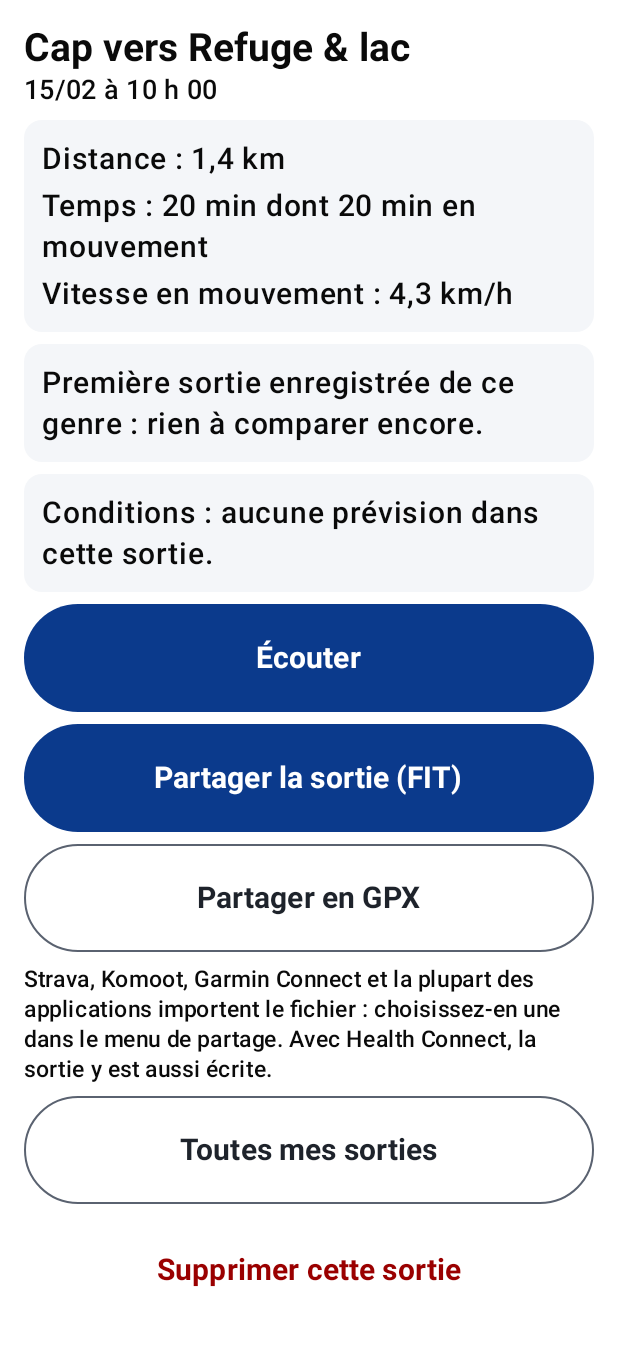 Cap vers Refuge & lac
15/02 à 10 h 00
Distance : 1,4 km
Temps : 20 min dont 20 min en
mouvement
Vitesse en mouvement : 4,3 km/h
Première sortie enregistrée de ce
genre : rien à comparer encore.
Conditions : aucune prévision dans
cette sortie.
Écouter
Partager la sortie (FIT)
Partager en GPX
Strava, Komoot, Garmin Connect et la plupart des
applications importent le fichier : choisissez-en une
dans le menu de partage. Avec Health Connect, la
sortie y est aussi écrite.
Toutes mes sorties
Supprimer cette sortie